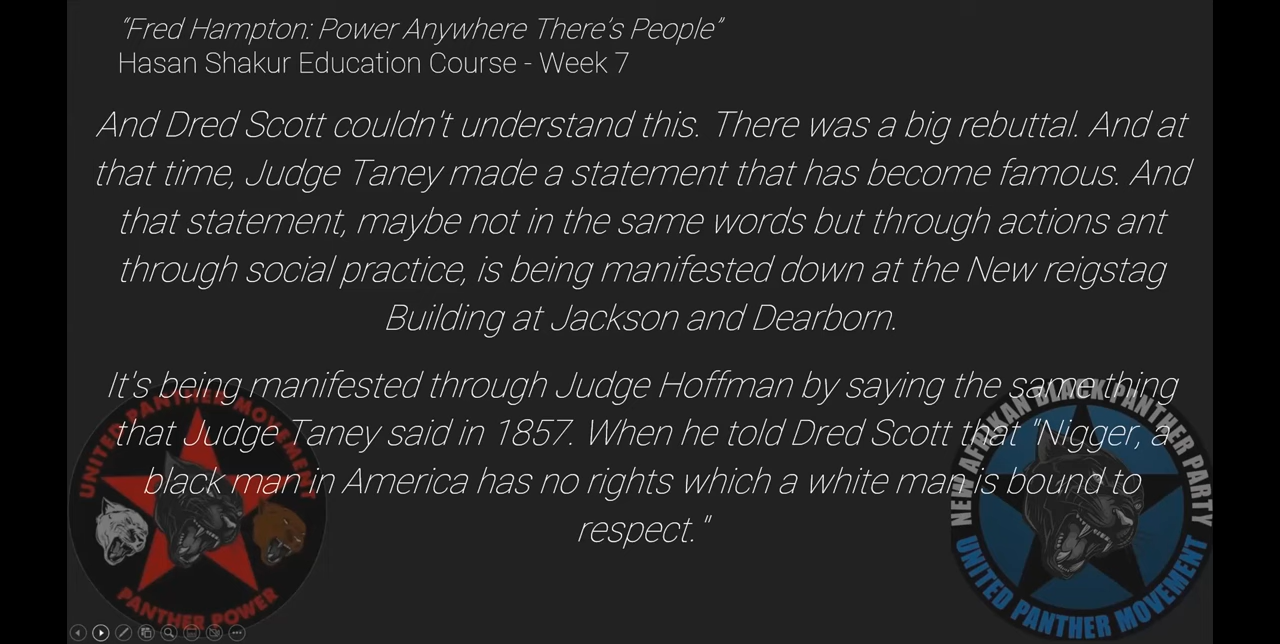 "Fred Hampton: Power Anywhere There's People"
Hasan Shakur Education Course - Week 7
And Dred Scott couldn't understand this. There was a big rebuttal. And at
that time, Judge Taney made a statement that has become famous. And
that statement, maybe not in the same words but through actions ant
through social practice, is being manifested down at the New reigstag
Building at Jackson and Dearborn.
It's being manifested through Judge Hoffman by saying the same thing
that Judge Taney said in 1857. When he told Dred Scott that "Nigger, a
black man in America has no rights which a white man is bound to
respect."
UNITED PANTHER MOVEMENT
PANTHER POWER
NEW AFRIKAN BLACK PANTHER PARTY
UNITED PANTHER MOVEMENT